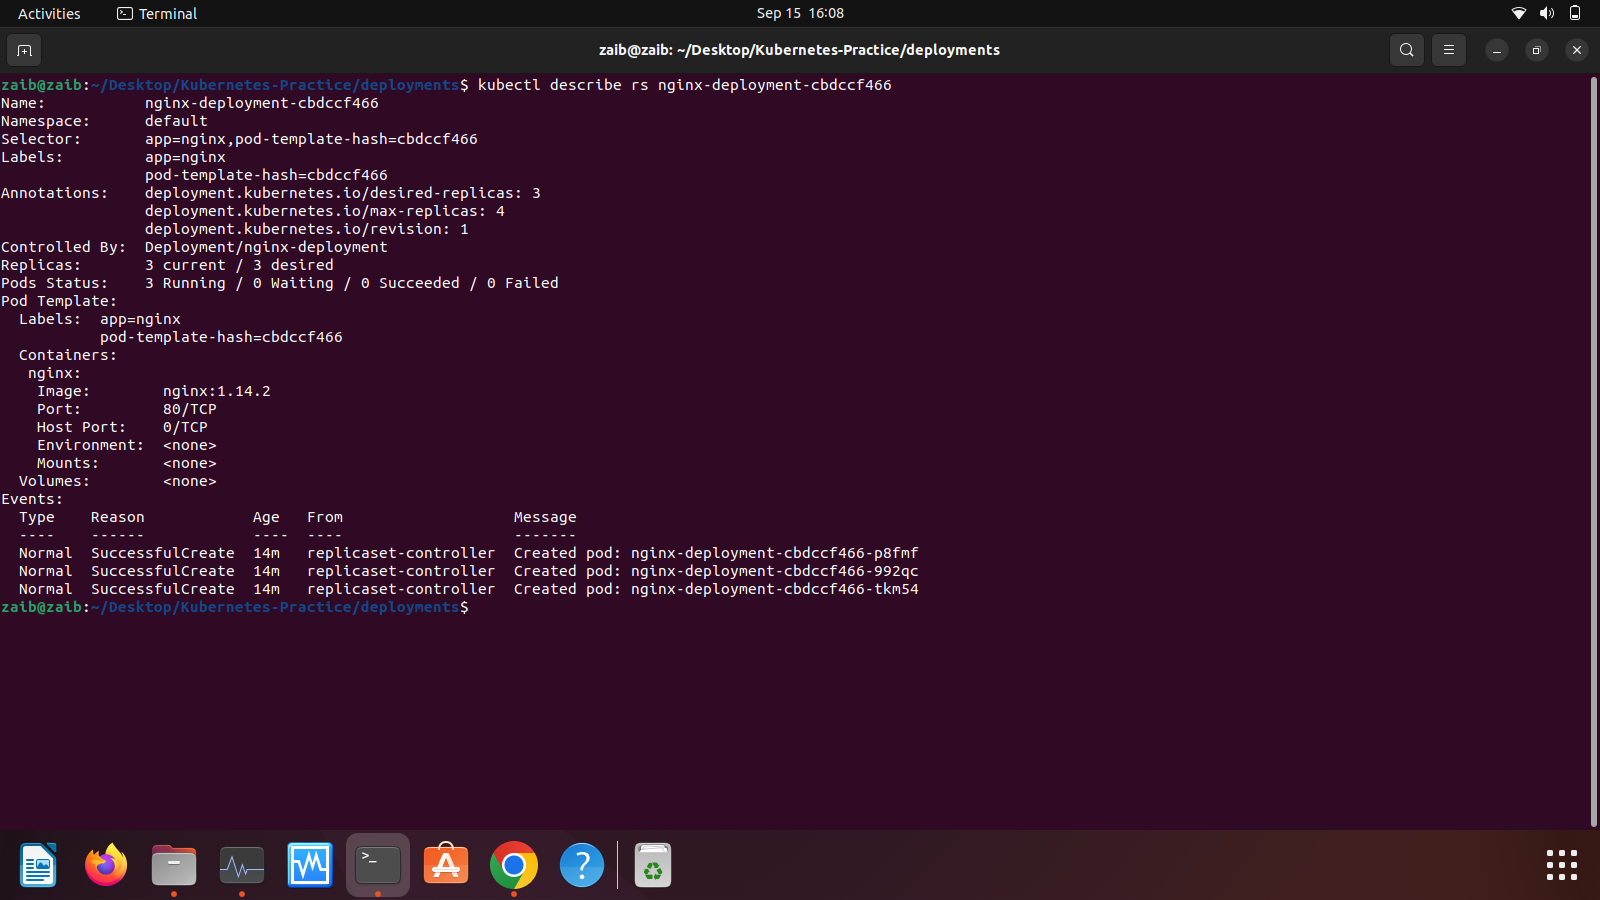 Activities Terminal Sep 15 16:08
zaib@zaib: ~/Desktop/Kubernetes-Practice/deployments
zaib@zaib:~/Desktop/Kubernetes-Practice/deployments$ kubectl describe rs nginx-deployment-cbdccf466
Name:           nginx-deployment-cbdccf466
Namespace:      default
Selector:       app=nginx,pod-template-hash=cbdccf466
Labels:         app=nginx
                pod-template-hash=cbdccf466
Annotations:    deployment.kubernetes.io/desired-replicas: 3
                deployment.kubernetes.io/max-replicas: 4
                deployment.kubernetes.io/revision: 1
Controlled By:  Deployment/nginx-deployment
Replicas:       3 current / 3 desired
Pods Status:    3 Running / 0 Waiting / 0 Succeeded / 0 Failed
Pod Template:
  Labels:  app=nginx
           pod-template-hash=cbdccf466
  Containers:
   nginx:
    Image:        nginx:1.14.2
    Port:         80/TCP
    Host Port:    0/TCP
    Environment:  <none>
    Mounts:       <none>
  Volumes:        <none>
Events:
  Type    Reason            Age   From                   Message
  ----    ------            ----  ----                   -------
  Normal  SuccessfulCreate  14m   replicaset-controller  Created pod: nginx-deployment-cbdccf466-p8fmf
  Normal  SuccessfulCreate  14m   replicaset-controller  Created pod: nginx-deployment-cbdccf466-992qc
  Normal  SuccessfulCreate  14m   replicaset-controller  Created pod: nginx-deployment-cbdccf466-tkm54
zaib@zaib:~/Desktop/Kubernetes-Practice/deployments$